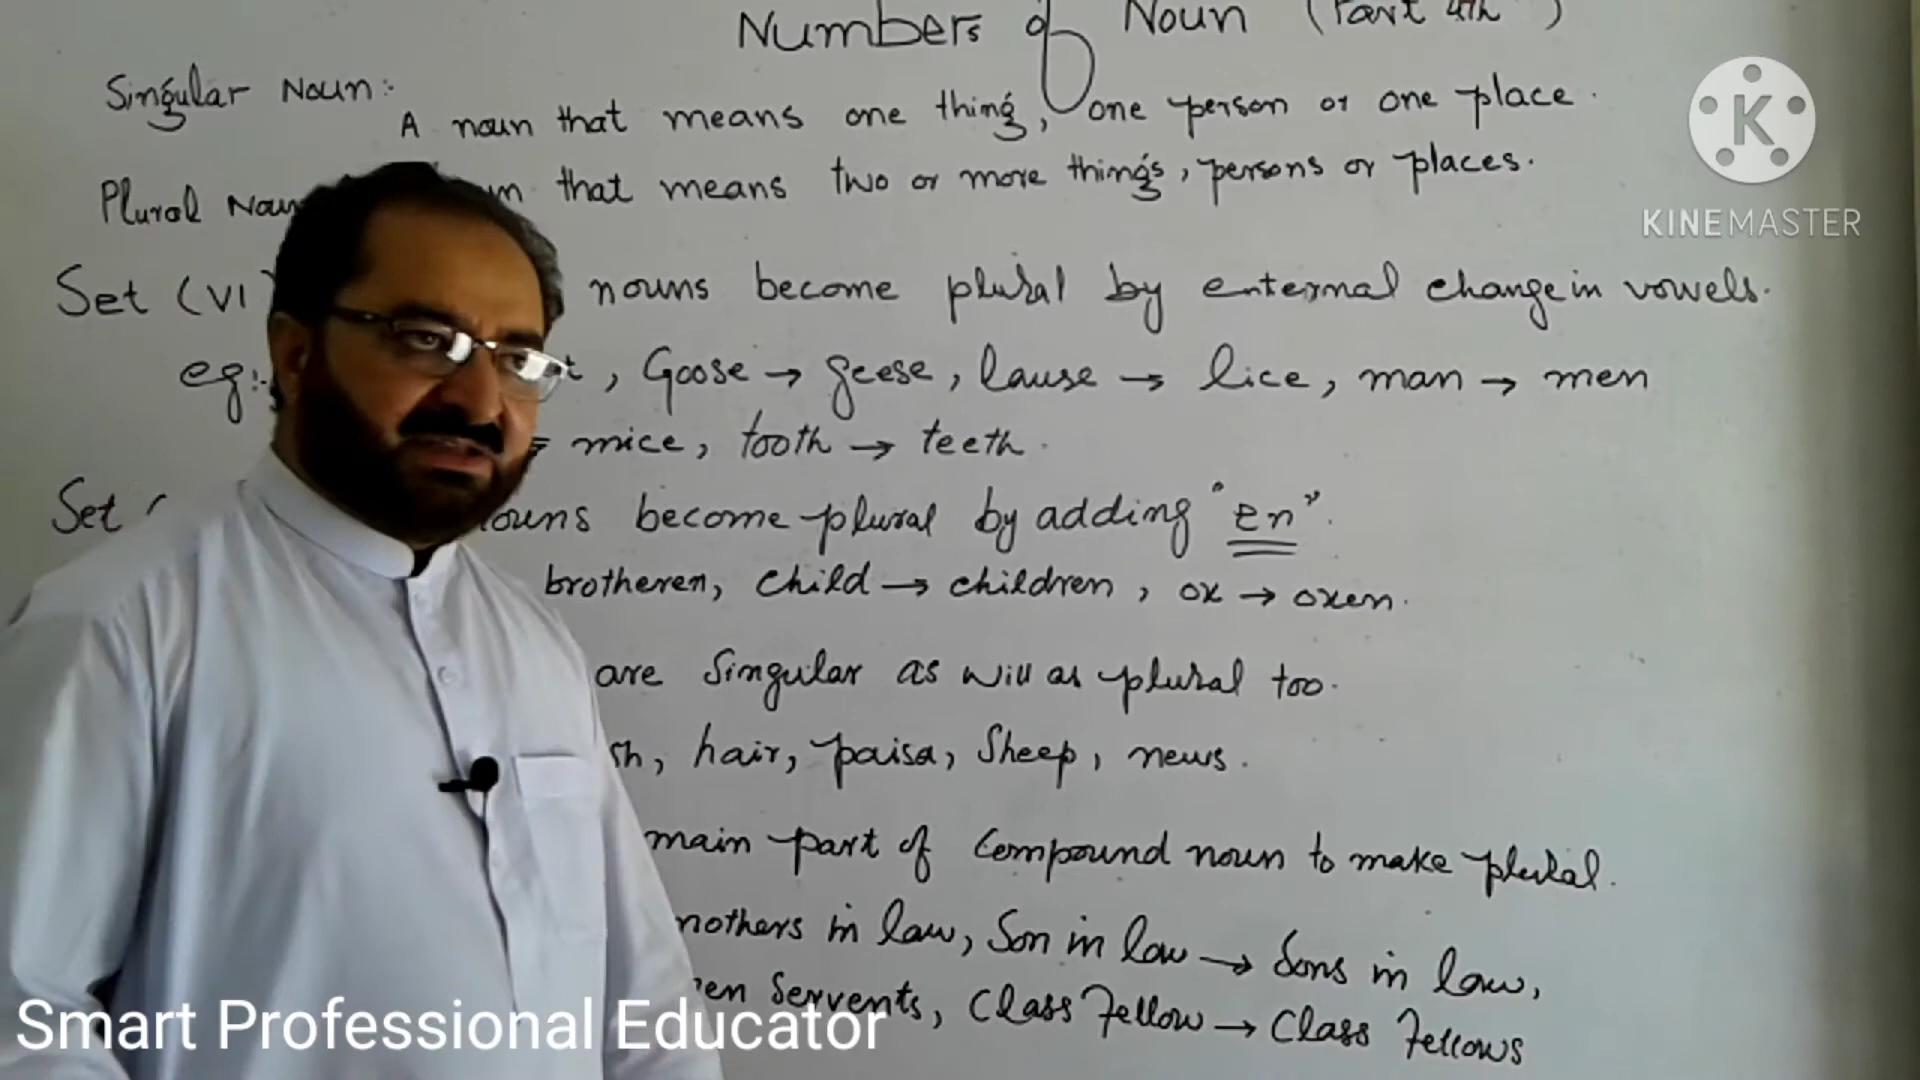 Numbers of Noun (Part 4th)
Singular Noun:-
A noun that means one thing, one person or one place.
Plural Noun that means two or more things, persons or places.
Set (VI) nouns become plural by enternal change in vowels.
eg:- , Goose → geese, lause → lice, man → men
mice, tooth → teeth.
Set nouns become plural by adding "en".
brotheren, child → children, ox → oxen.
are Singular as will as plural too.
hair, paisa, Sheep, news.
main part of Compound noun to make plural.
mothers in law, Son in law → Sons in law,
Servents, Class Fellow → Class Fellows
K
KINEMASTER
Smart Professional Educator